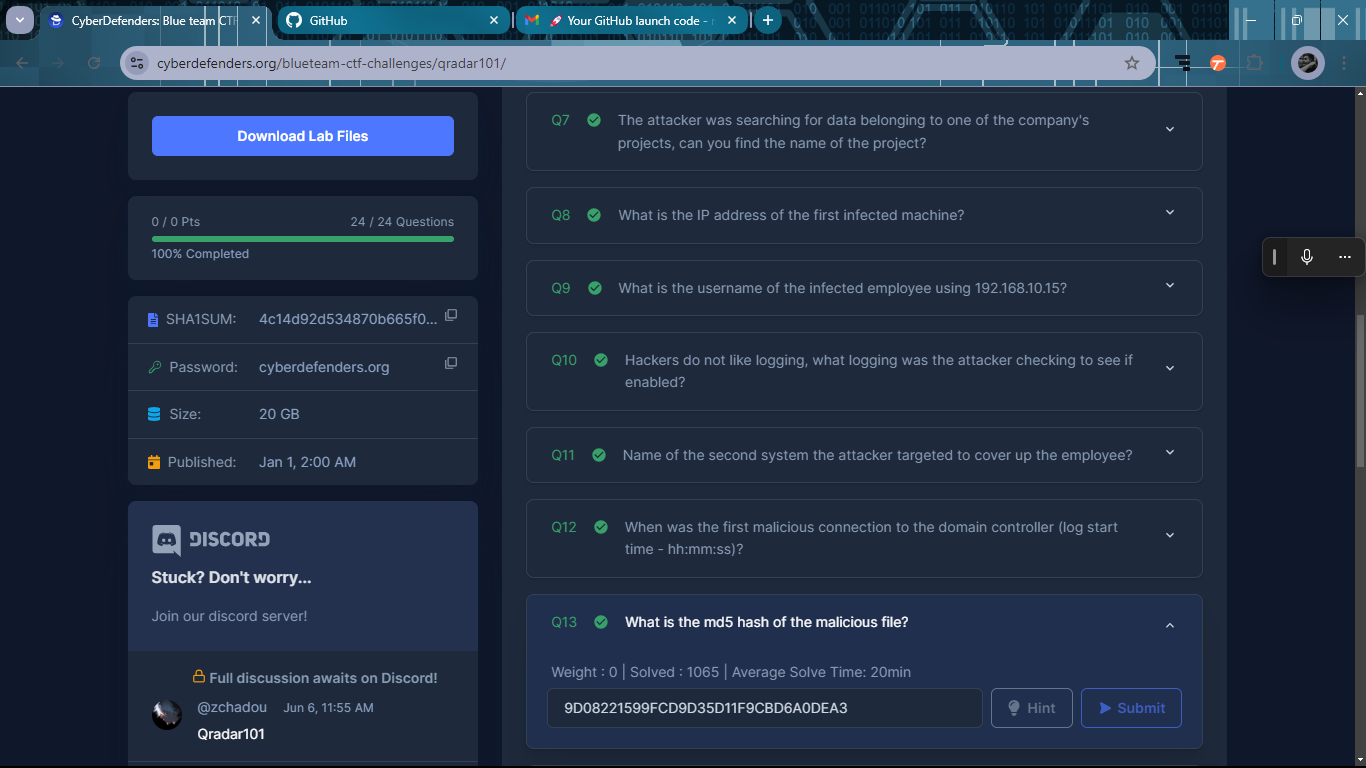 CyberDefenders: Blue team CTF
GitHub
Your GitHub launch code -
cyberdefenders.org/blueteam-ctf-challenges/qradar101/
Download Lab Files
0 / 0 Pts
24 / 24 Questions
100% Completed
SHA1SUM:
4c14d92d534870b665f0...
Password:
cyberdefenders.org
Size:
20 GB
Published:
Jan 1, 2:00 AM
DISCORD
Stuck? Don't worry...
Join our discord server!
Full discussion awaits on Discord!
@zchadou
Jun 6, 11:55 AM
Qradar101
Q7
The attacker was searching for data belonging to one of the company's
projects, can you find the name of the project?
Q8
What is the IP address of the first infected machine?
Q9
What is the username of the infected employee using 192.168.10.15?
Q10
Hackers do not like logging, what logging was the attacker checking to see if
enabled?
Q11
Name of the second system the attacker targeted to cover up the employee?
Q12
When was the first malicious connection to the domain controller (log start
time - hh:mm:ss)?
Q13
What is the md5 hash of the malicious file?
Weight : 0 | Solved : 1065 | Average Solve Time: 20min
9D08221599FCD9D35D11F9CBD6A0DEA3
Hint
Submit